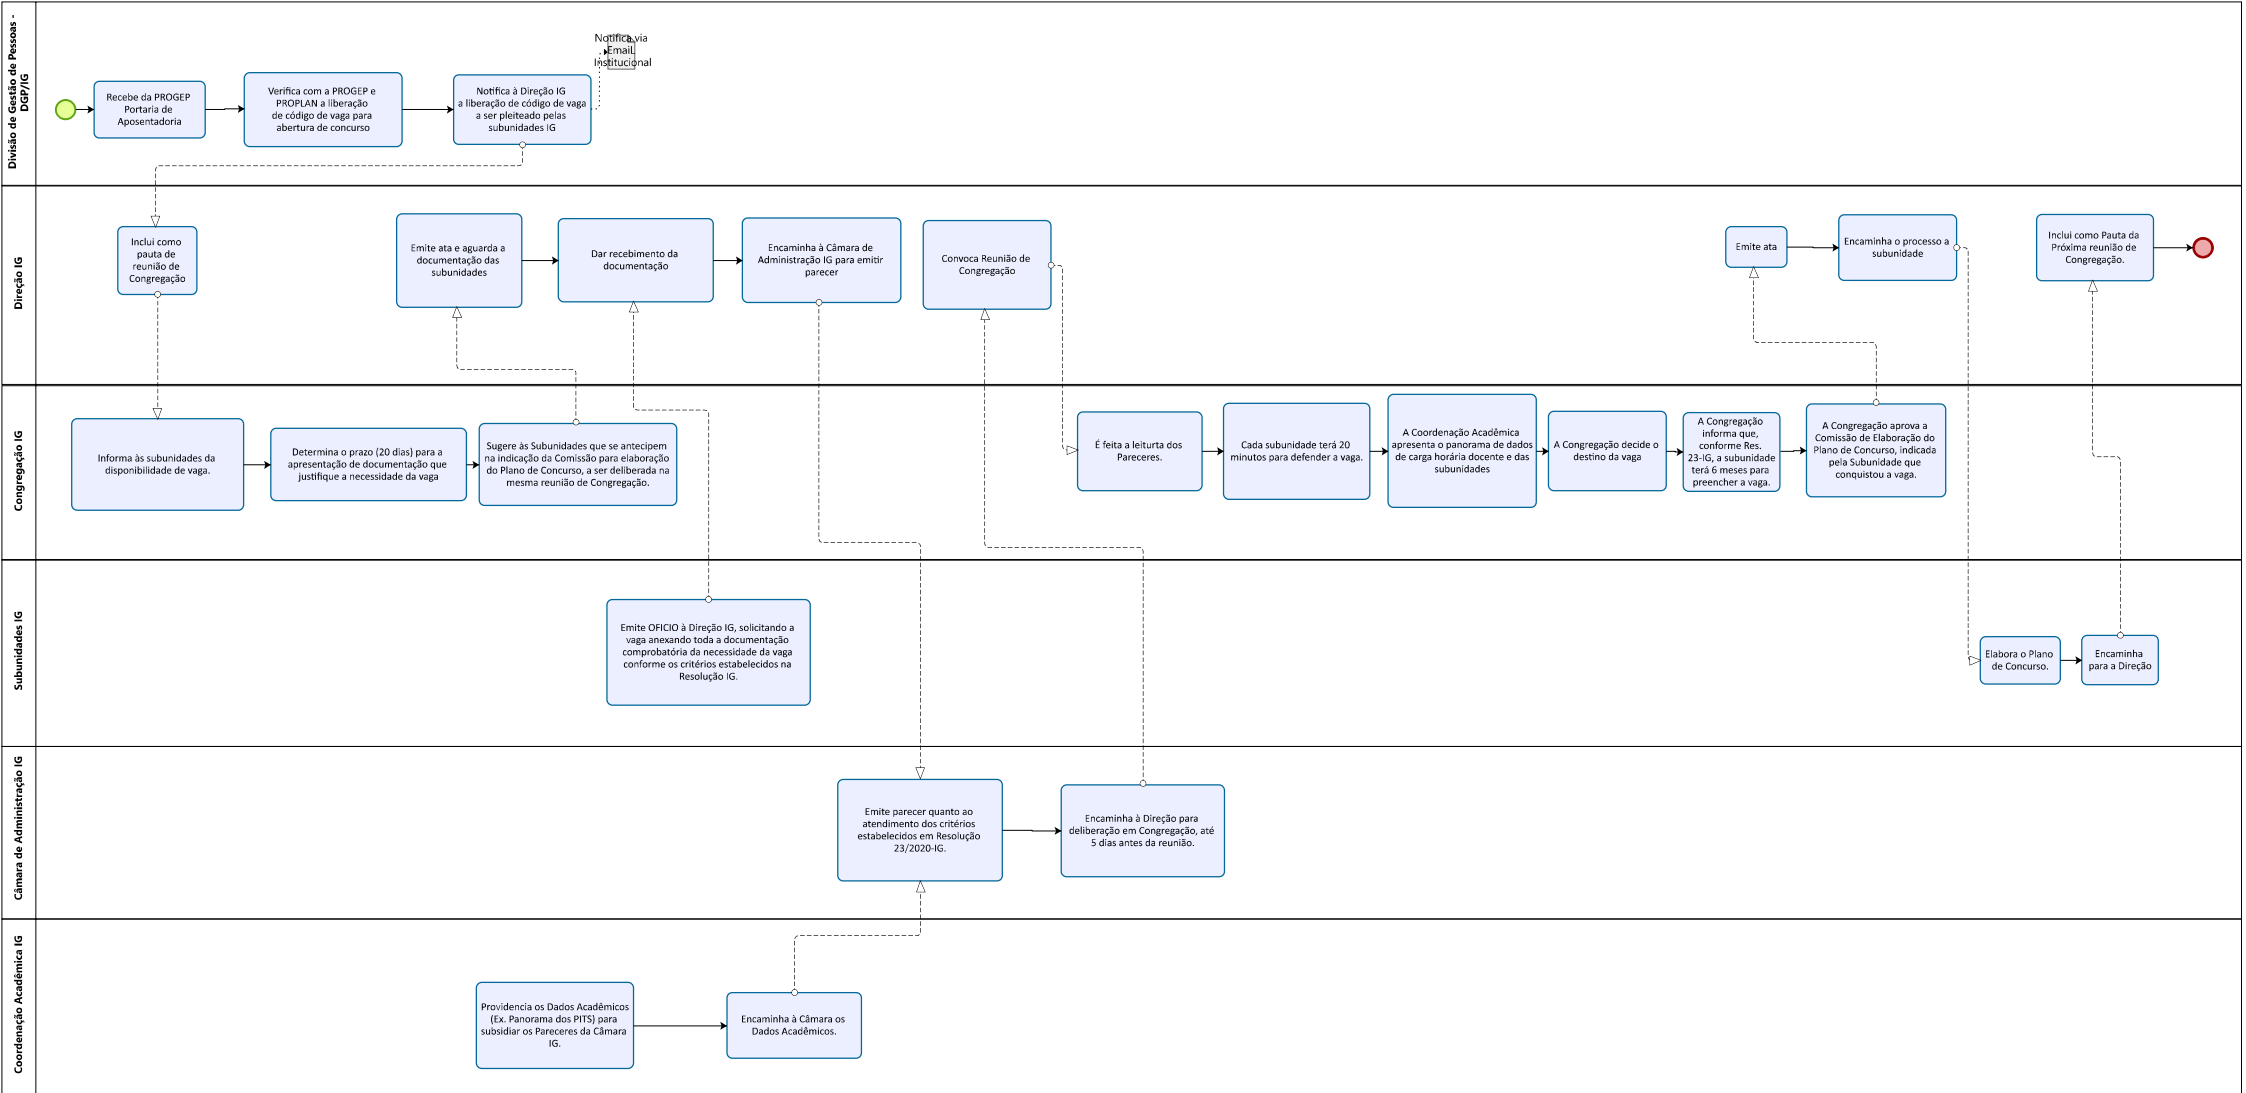 Divisão de Gestão de Pessoas -
DGP/IG
Recebe da PROGEP
Portaria de
Aposentadoria
Verifica com a PROGEP e
PROPLAN a liberação
de código de vaga para
abertura de concurso
Notifica à Direção IG
a liberação de código de vaga
a ser pleiteado pelas
subunidades IG
Notifica via
EmaiL
Institucional
Direção IG
Inclui como
pauta de
reunião de
Congregação
Emite ata e aguarda a
documentação das
subunidades
Dar recebimento da
documentação
Encaminha à Câmara de
Administração IG para emitir
parecer
Convoca Reunião de
Congregação
Emite ata
Encaminha o processo a
subunidade
Inclui como Pauta da
Próxima reunião de
Congregação.
Congregação IG
Informa às subunidades da
disponibilidade de vaga.
Determina o prazo (20 dias) para a
apresentação de documentação que
justifique a necessidade da vaga
Sugere às Subunidades que se antecipem
na indicação da Comissão para elaboração
do Plano de Concurso, a ser deliberada na
mesma reunião de Congregação.
É feita a leiturta dos
Pareceres.
Cada subunidade terá 20
minutos para defender a vaga.
A Coordenação Acadêmica
apresenta o panorama de dados
de carga horária docente e das
subunidades
A Congregação decide o
destino da vaga
A Congregação
informa que,
conforme Res.
23-IG, a subunidade
terá 6 meses para
preencher a vaga.
A Congregação aprova a
Comissão de Elaboração do
Plano de Concurso, indicada
pela Subunidade que
conquistou a vaga.
Subunidades IG
Emite OFICIO à Direção IG, solicitando a
vaga anexando toda a documentação
comprobatória da necessidade da vaga
conforme os critérios estabelecidos na
Resolução IG.
Elabora o Plano
de Concurso.
Encaminha
para a Direção
Câmara de Administração IG
Emite parecer quanto ao
atendimento dos critérios
estabelecidos em Resolução
23/2020-IG.
Encaminha à Direção para
deliberação em Congregação, até
5 dias antes da reunião.
Coordenação Acadêmica IG
Providencia os Dados Acadêmicos
(Ex. Panorama dos PITS) para
subsidiar os Pareceres da Câmara
IG.
Encaminha à Câmara os
Dados Acadêmicos.